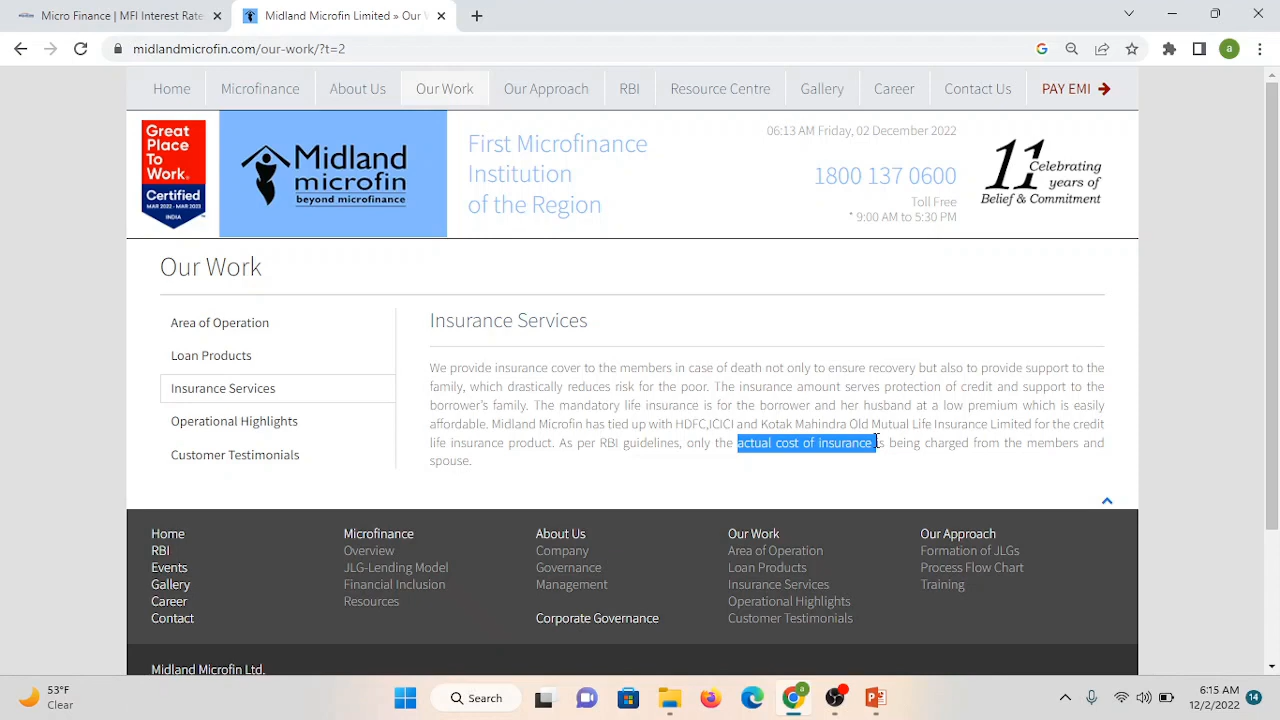 Midland Microfinance | Best Rat
Midland Microfin | Our Work
midlandmicrofin.com/our-work/?t=2
a
Home
Microfinance
About Us
Our Work
Our Approach
RBI
Resource Centre
Gallery
Career
Contact Us
PAY EMI
Great
Place
To
Work®
Certified
MAR 2022 - MAR 2023
INDIA
Midland
microfin
beyond microfinance
First Microfinance
Institution
of the Region
06:13 AM Friday, 02 December 2022
1800 137 0600
Toll Free
* 9:00 AM to 5:30 PM
11 Celebrating
years of
Belief & Commitment
Our Work
Area of Operation
Loan Products
Insurance Services
Operational Highlights
Customer Testimonials
Insurance Services
We provide insurance cover to the members in case of death not only to ensure recovery but also to provide support to the
family, which drastically reduces risk for the poor. The insurance amount serves protection of credit and support to the
borrower's family. The mandatory life insurance is for the borrower and her husband at a low premium which is easily
affordable. Midland Microfin has tied up with HDFC,ICICI and Kotak Mahindra Old Mutual Life Insurance Limited for the credit
life insurance product. As per RBI guidelines, only the actual cost of insurance is being charged from the members and
spouse.
Home
RBI
Events
Gallery
Career
Contact
Microfinance
Overview
JLG-Lending Model
Financial Inclusion
Resources
About Us
Company
Governance
Management
Corporate Governance
Our Work
Area of Operation
Loan Products
Insurance Services
Operational Highlights
Customer Testimonials
Our Approach
Formation of JLGs
Process Flow Chart
Training
Midland Microfin Ltd.
53°F
Clear
Search
6:15 AM
12/2/2022
14